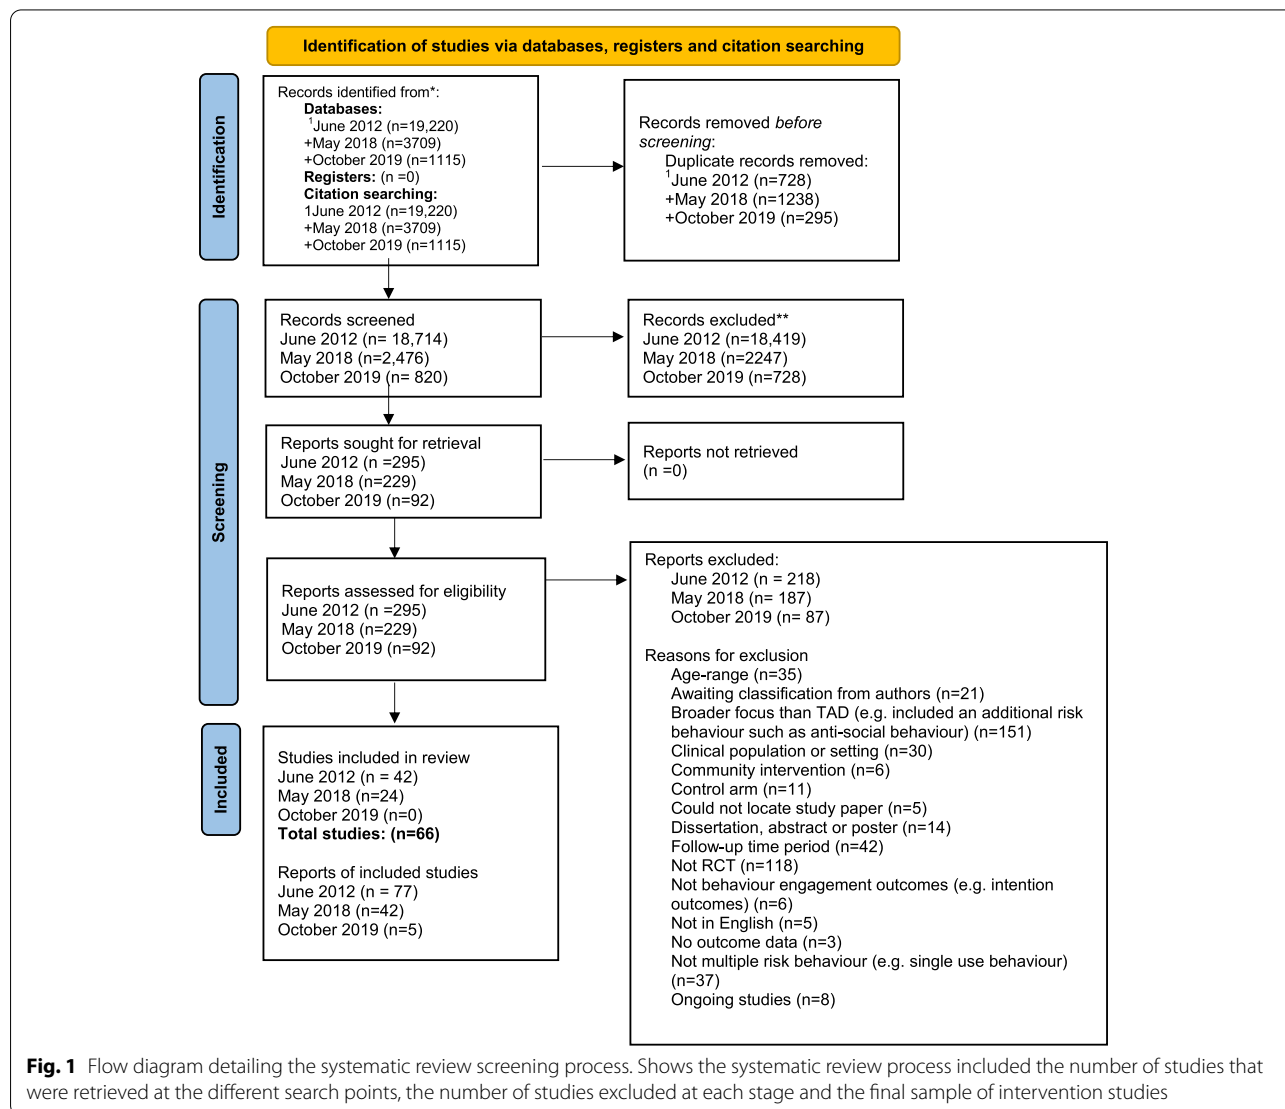 Identification of studies via databases, registers and citation searching
Identification
Records identified from*:
Databases:
¹June 2012 (n=19,220)
+May 2018 (n=3709)
+October 2019 (n=1115)
Registers: (n =0)
Citation searching:
1June 2012 (n=19,220)
+May 2018 (n=3709)
+October 2019 (n=1115)
Records removed before
screening:
Duplicate records removed:
¹June 2012 (n=728)
+May 2018 (n=1238)
+October 2019 (n=295)
Screening
Records screened
June 2012 (n= 18,714)
May 2018 (n=2,476)
October 2019 (n= 820)
Records excluded**
June 2012 (n=18,419)
May 2018 (n=2247)
October 2019 (n=728)
Reports sought for retrieval
June 2012 (n =295)
May 2018 (n=229)
October 2019 (n=92)
Reports not retrieved
(n =0)
Reports assessed for eligibility
June 2012 (n =295)
May 2018 (n=229)
October 2019 (n=92)
Reports excluded:
June 2012 (n = 218)
May 2018 (n= 187)
October 2019 (n= 87)
Reasons for exclusion
Age-range (n=35)
Awaiting classification from authors (n=21)
Broader focus than TAD (e.g. included an additional risk
behaviour such as anti-social behaviour) (n=151)
Clinical population or setting (n=30)
Community intervention (n=6)
Control arm (n=11)
Could not locate study paper (n=5)
Dissertation, abstract or poster (n=14)
Follow-up time period (n=42)
Not RCT (n=118)
Not behaviour engagement outcomes (e.g. intention
outcomes) (n=6)
Not in English (n=5)
No outcome data (n=3)
Not multiple risk behaviour (e.g. single use behaviour)
(n=37)
Ongoing studies (n=8)
Included
Studies included in review
June 2012 (n = 42)
May 2018 (n=24)
October 2019 (n=0)
Total studies: (n=66)
Reports of included studies
June 2012 (n = 77)
May 2018 (n=42)
October 2019 (n=5)
Fig. 1 Flow diagram detailing the systematic review screening process. Shows the systematic review process included the number of studies that
were retrieved at the different search points, the number of studies excluded at each stage and the final sample of intervention studies